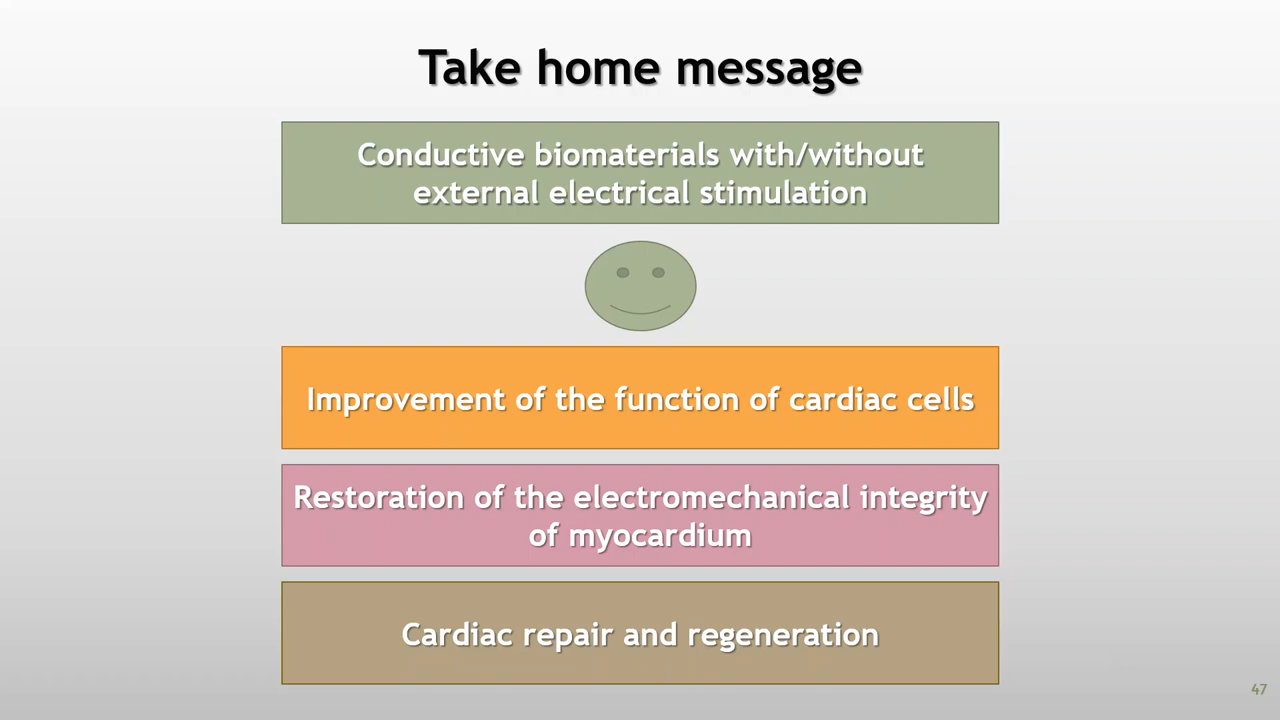 Take home message
Conductive biomaterials with/without
external electrical stimulation
Improvement of the function of cardiac cells
Restoration of the electromechanical integrity
of myocardium
Cardiac repair and regeneration
47